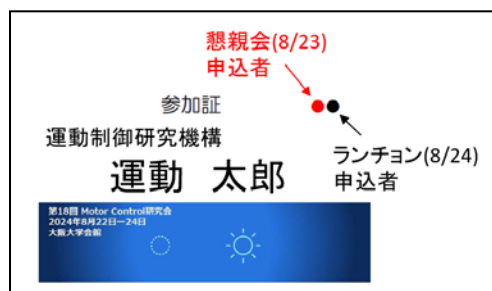 懇親会(8/23)
申込者
参加証
運動制御研究機構
ランチョン(8/24)
申込者
運動　太郎
第18回 Motor Control研究会
2024年8月22日ー24日
大阪大学会館